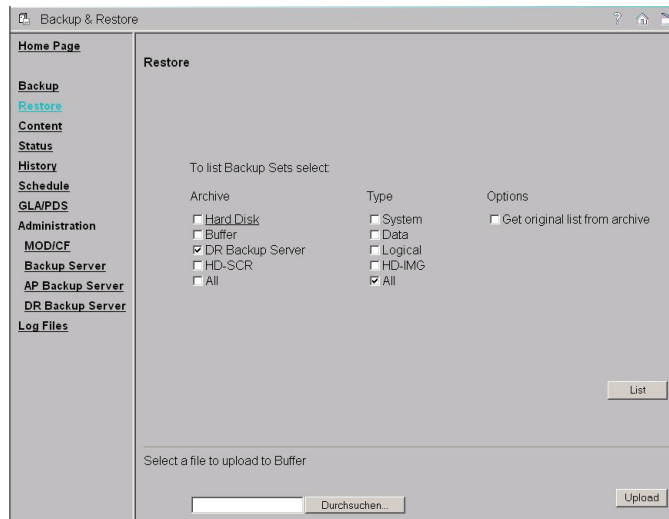 Backup & Restore
Home Page
Backup
Restore
Content
Status
History
Schedule
GLA/PDS
Administration
MOD/CF
Backup Server
AP Backup Server
DR Backup Server
Log Files
Restore
To list Backup Sets select:
Archive
Hard Disk
Buffer
DR Backup Server
HD-SCR
All
Type
System
Data
Logical
HD-IMG
All
Options
Get original list from archive
List
Select a file to upload to Buffer
Durchsuchen...
Upload